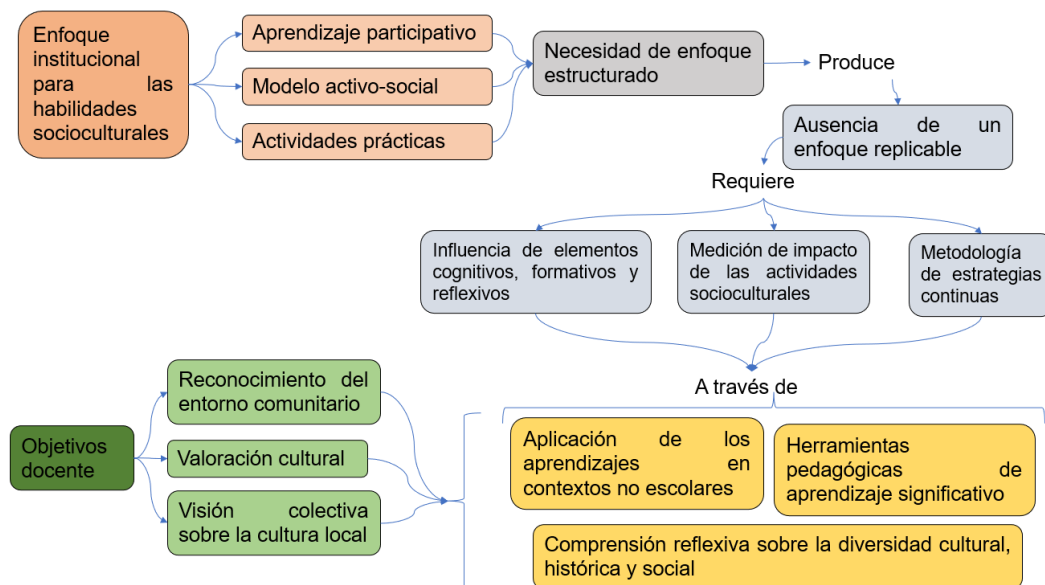 Enfoque
institucional
para las
habilidades
socioculturales
Aprendizaje participativo
Modelo activo-social
Actividades prácticas
Necesidad de enfoque
estructurado
Produce
Ausencia de un
enfoque replicable
Requiere
Influencia de elementos
cognitivos, formativos y
reflexivos
Medición de impacto
de las actividades
socioculturales
Metodología
de estrategias
continuas
A través de
Aplicación de los
aprendizajes en
contextos no escolares
Herramientas
pedagógicas de
aprendizaje significativo
Comprensión reflexiva sobre la diversidad cultural,
histórica y social
Objetivos
docente
Reconocimiento del
entorno comunitario
Valoración cultural
Visión colectiva
sobre la cultura local